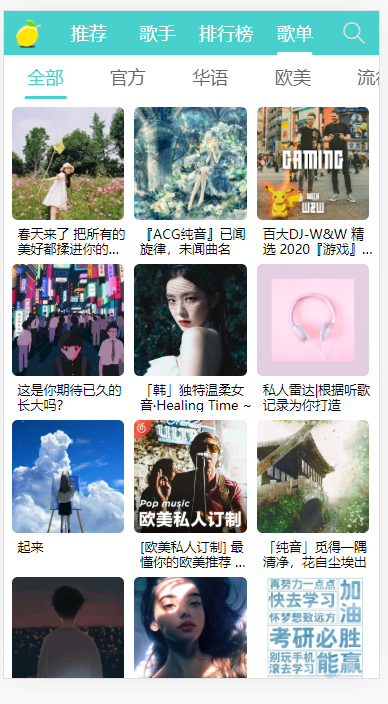 推荐 歌手 排行榜 歌单
全部 官方 华语 欧美 流行
GAMING
W&W
春天来了 把所有的
美好都揉进你的...
『ACG纯音』已闻
旋律，未闻曲名
百大DJ-W&W 精
选 2020『游戏』...
这是你期待已久的
长大吗?
「韩」独特温柔女
音·Healing Time ~
私人雷达|根据听歌
记录为你打造
Pop music
欧美私人订制
起来
[欧美私人订制] 最
懂你的欧美推荐 ...
「纯音」觅得一隅
清净，花自尘埃出
再努力一点点
快去学习
加油
怀梦想致远方
考研必胜
别玩手机
滚去学习
能赢